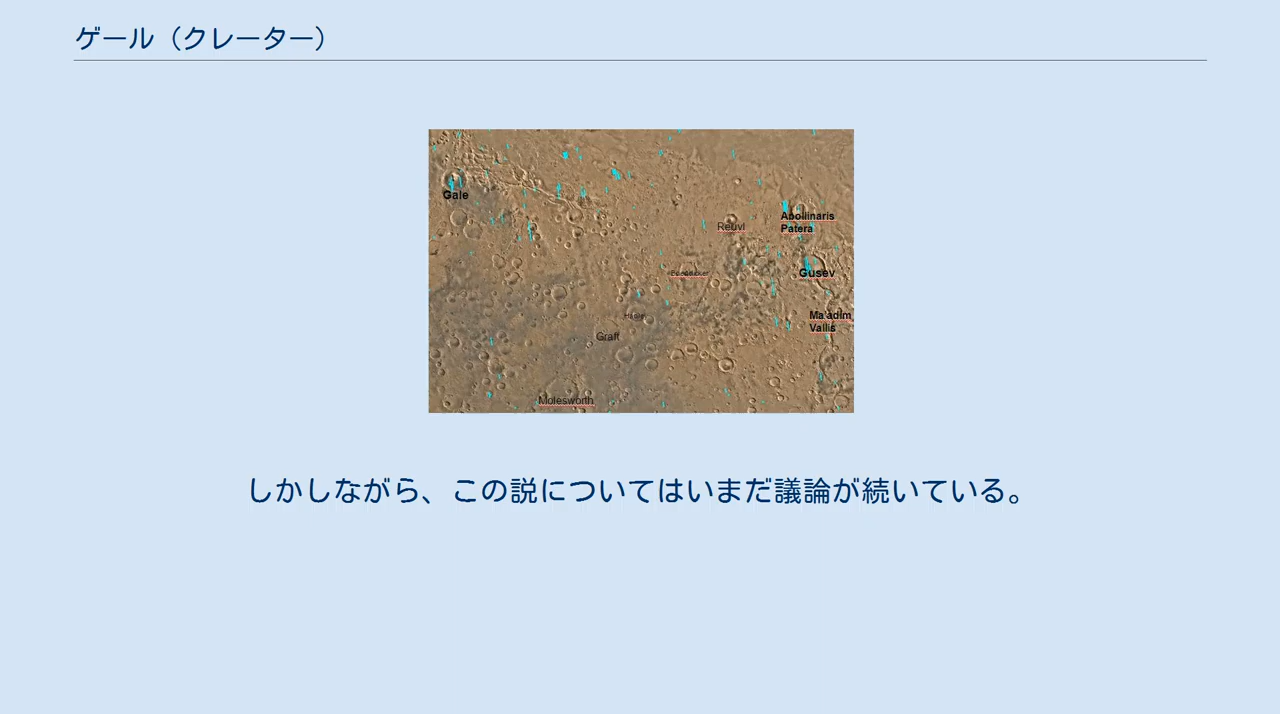 ゲール（クレーター）
Gale
Apollinaris
Patera
Reuyl
Gusev
Ma'adim
Vallis
Graff
Molesworth
しかしながら、この説についてはいまだ議論が続いている。